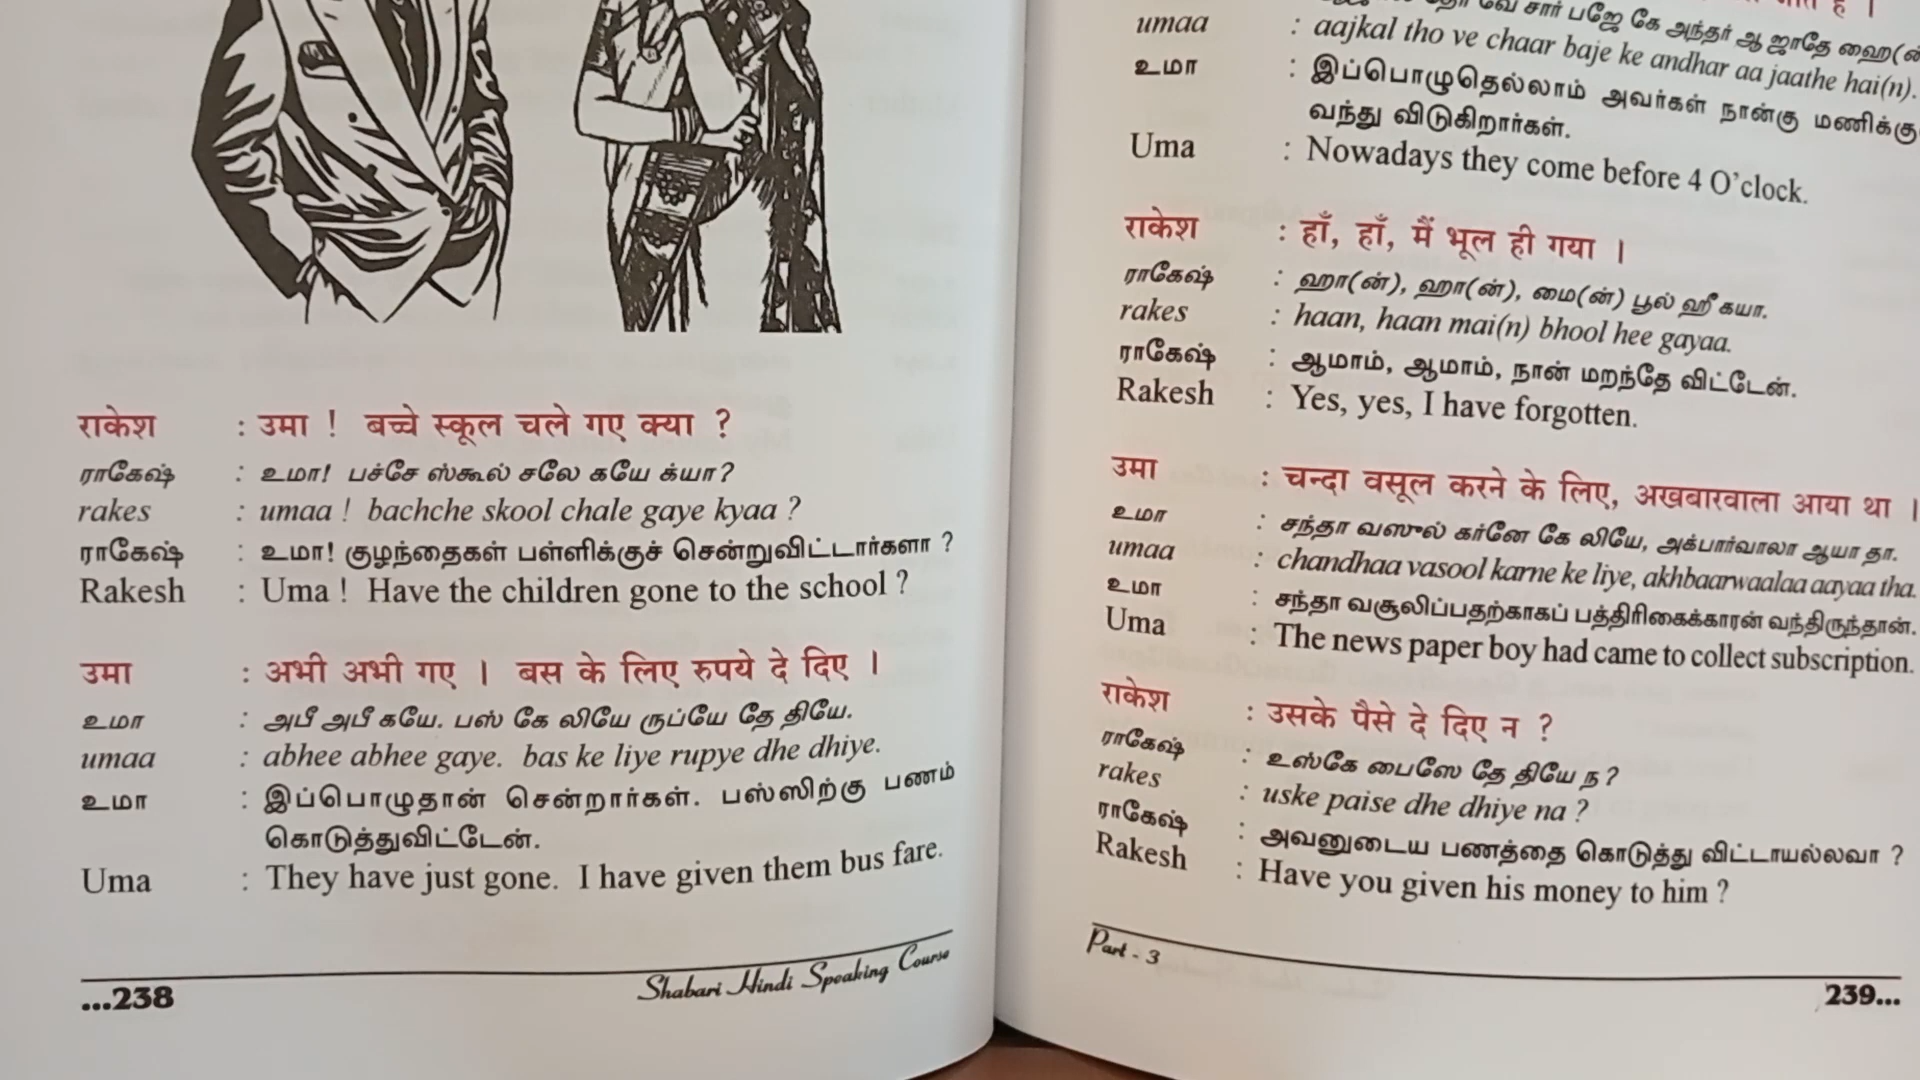 राकेश : उमा ! बच्चे स्कूल चले गए क्या ?
ராகேஷ் : உமா! பச்சே ஸ்கூல் சலே கயே க்யா?
rakes : umaa ! bachche skool chale gaye kyaa ?
ராகேஷ் : உமா! குழந்தைகள் பள்ளிக்குச் சென்றுவிட்டார்களா ?
Rakesh : Uma ! Have the children gone to the school ?
उमा : अभी अभी गए । बस के लिए रुपये दे दिए ।
உமா : அபீ அபீ கயே. பஸ் கே லியே ருப்யே தே தியே.
umaa : abhee abhee gaye. bas ke liye rupye dhe dhiye.
உமா : இப்பொழுதான் சென்றார்கள். பஸ்ஸிற்கு பணம்
கொடுத்துவிட்டேன்.
Uma : They have just gone. I have given them bus fare.
...238
Shabari Hindi Speaking Course
வே சார் பஜே கே அந்தர் ஆ ஜாதே
umaa : aajkal tho ve chaar baje ke andhar aa jaathe hai(n).
உமா : இப்பொழுதெல்லாம் அவர்கள் நான்கு மணிக்கு
வந்து விடுகிறார்கள்.
Uma : Nowadays they come before 4 O'clock.
राकेश : हाँ, हाँ, मैं भूल ही गया ।
ராகேஷ் : ஹா(ன்), ஹா(ன்), மை(ன்) பூல் ஹீ கயா.
rakes : haan, haan mai(n) bhool hee gayaa.
ராகேஷ் : ஆமாம், ஆமாம், நான் மறந்தே விட்டேன்.
Rakesh : Yes, yes, I have forgotten.
उमा : चन्दा वसूल करने के लिए, अखबारवाला आया था ।
உமா : சந்தா வஸுல் கர்னே கே லியே, அக்பார்வாலா ஆயா தா.
umaa : chandhaa vasool karne ke liye, akhbaarwaalaa aayaa tha.
உமா : சந்தா வசூலிப்பதற்காகப் பத்திரிகைக்காரன் வந்திருந்தான்.
Uma : The news paper boy had came to collect subscription.
राकेश : उसके पैसे दे दिए न ?
ராகேஷ் : உஸ்கே பைஸே தே தியே ந?
rakes : uske paise dhe dhiye na ?
ராகேஷ் : அவனுடைய பணத்தை கொடுத்து விட்டாயல்லவா ?
Rakesh : Have you given his money to him ?
Part - 3
239...